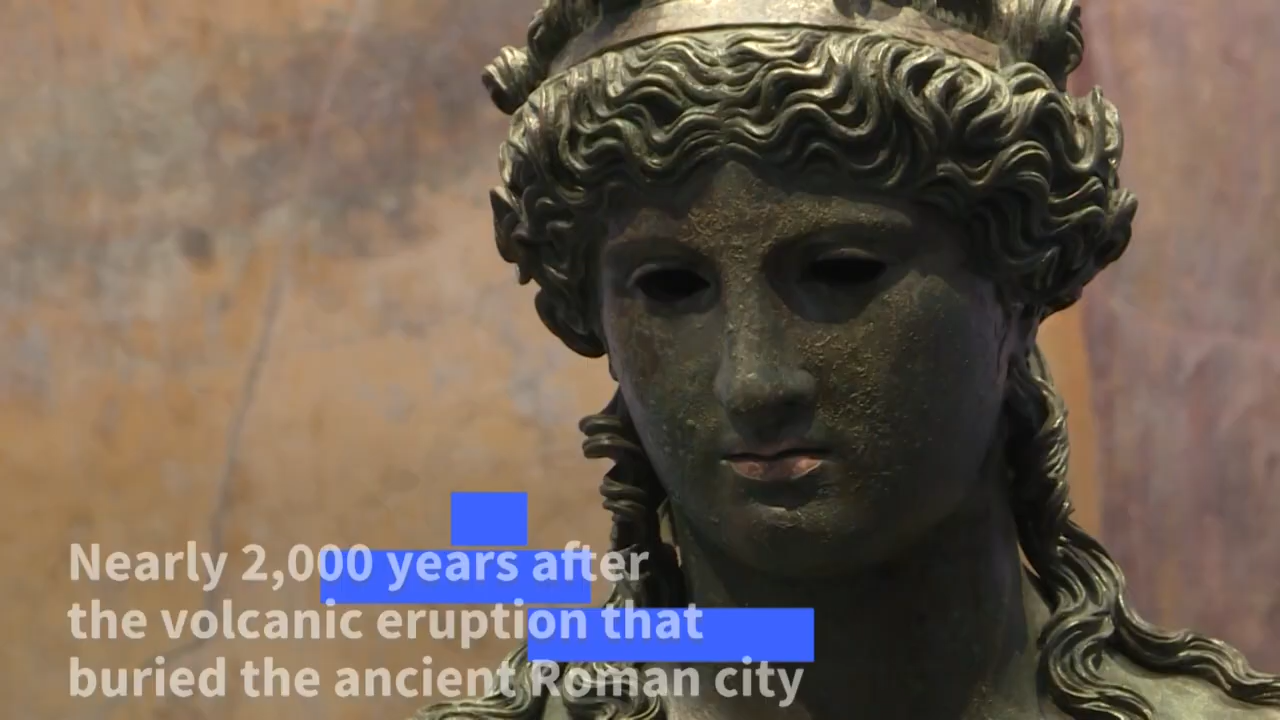 Nearly 2,000 years after
the volcanic eruption that
buried the ancient Roman city